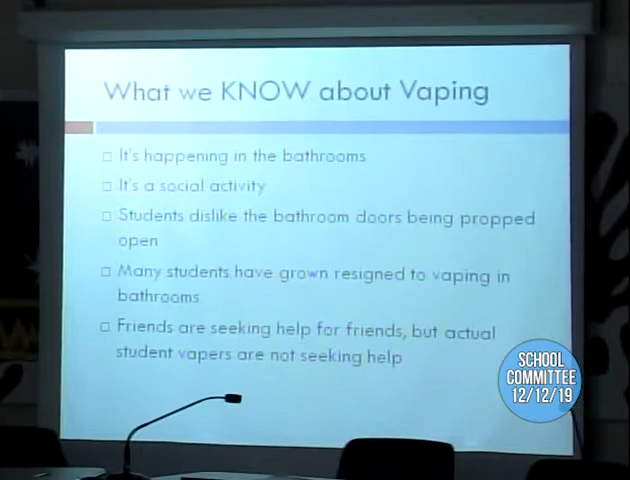 What we KNOW about Vaping
It's happening in the bathrooms
It's a social activity
Students dislike the bathroom doors being propped
open
Many students have grown resigned to vaping in
bathrooms
Friends are seeking help for friends, but actual
student vapers are not seeking help
SCHOOL
COMMITTEE
12/12/19